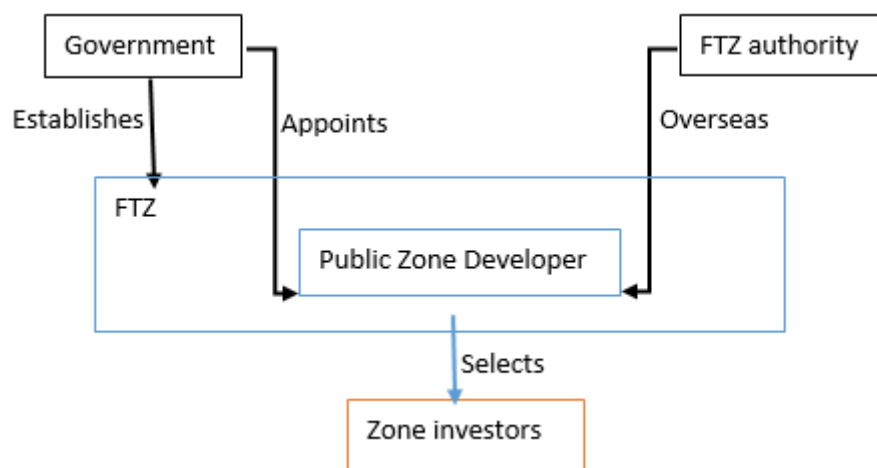 Government
FTZ authority
Establishes
Appoints
Overseas
FTZ
Public Zone Developer
Selects
Zone investors